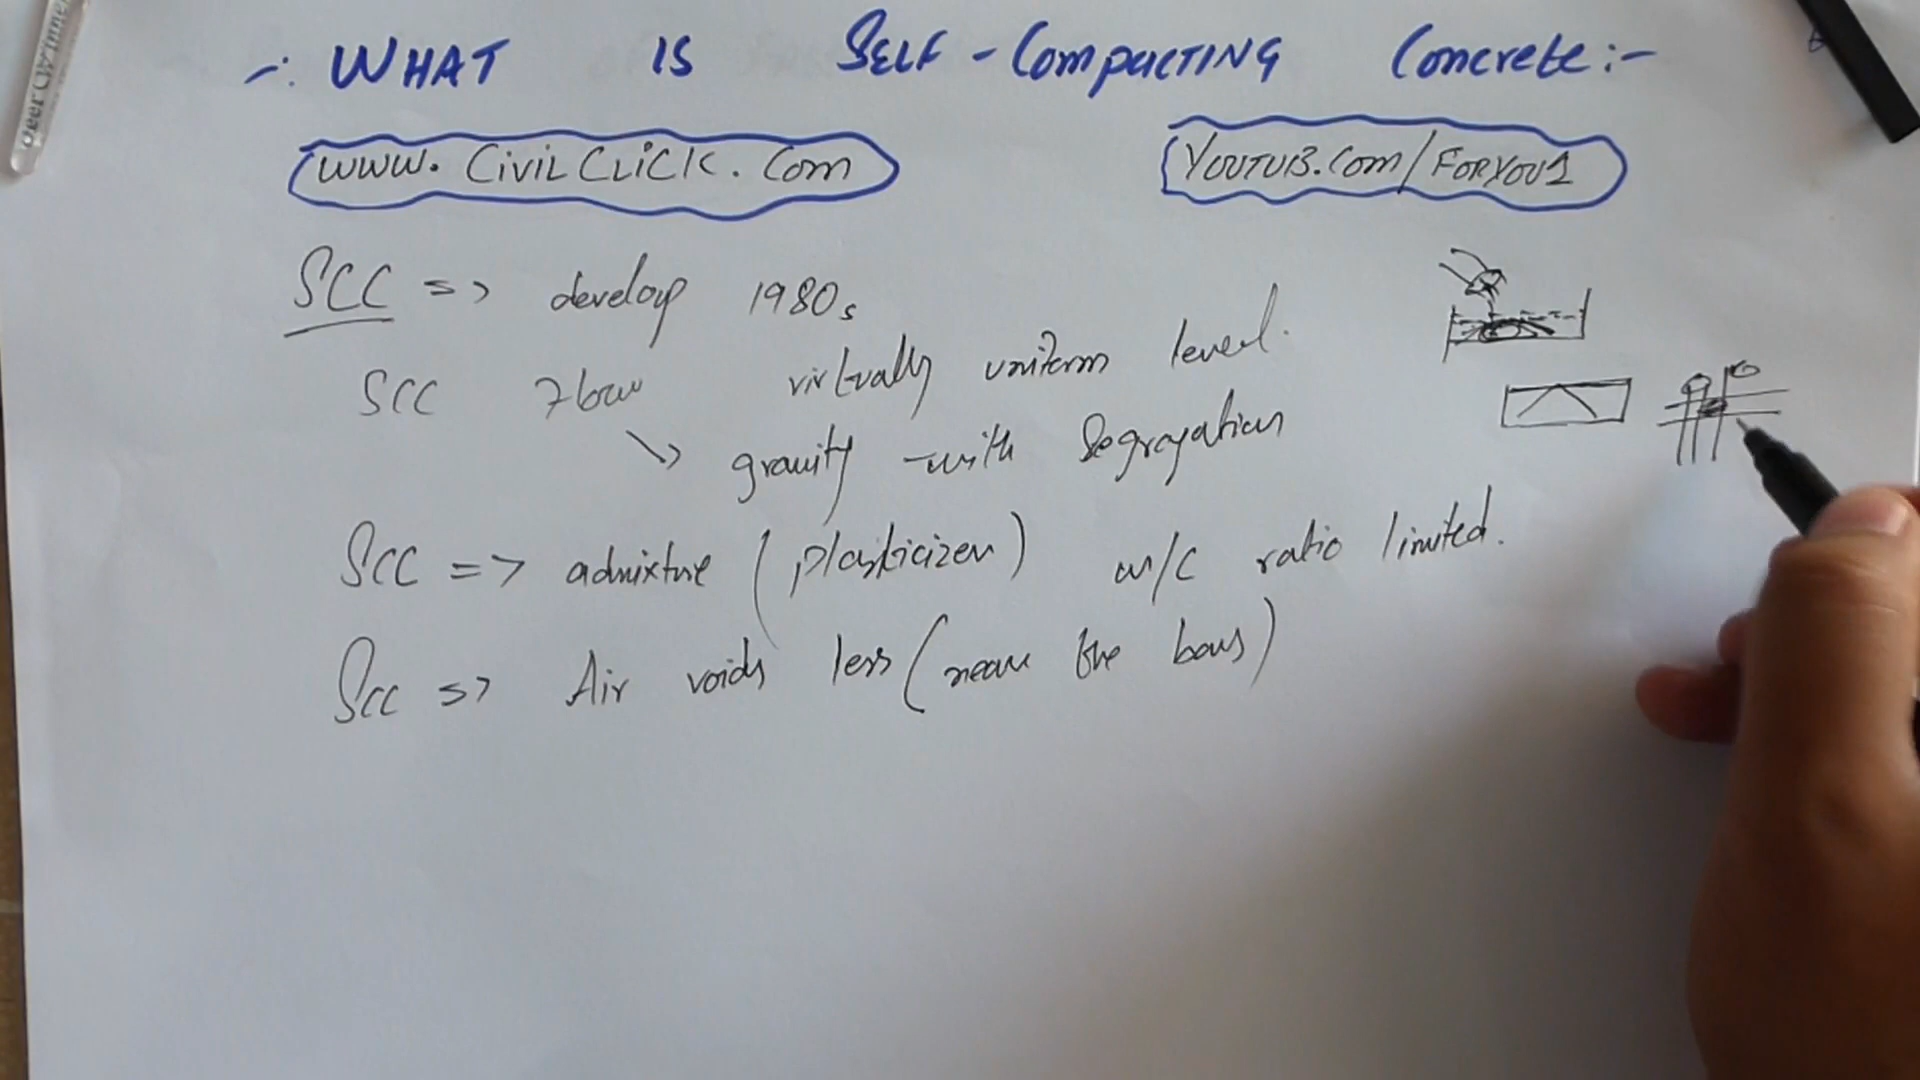 :- WHAT IS SELF-COMPACTING CONCRETE:-
www.CiviLCLiCK.Com
YOUTUB.Com/FORYOU1
SCC => develop 1980s
SCC flow virtually uniform level.
gravity -with Segregation
SCC => admixture (plasticizer) w/c ratio limited.
SCC => Air voids less (near the bars)